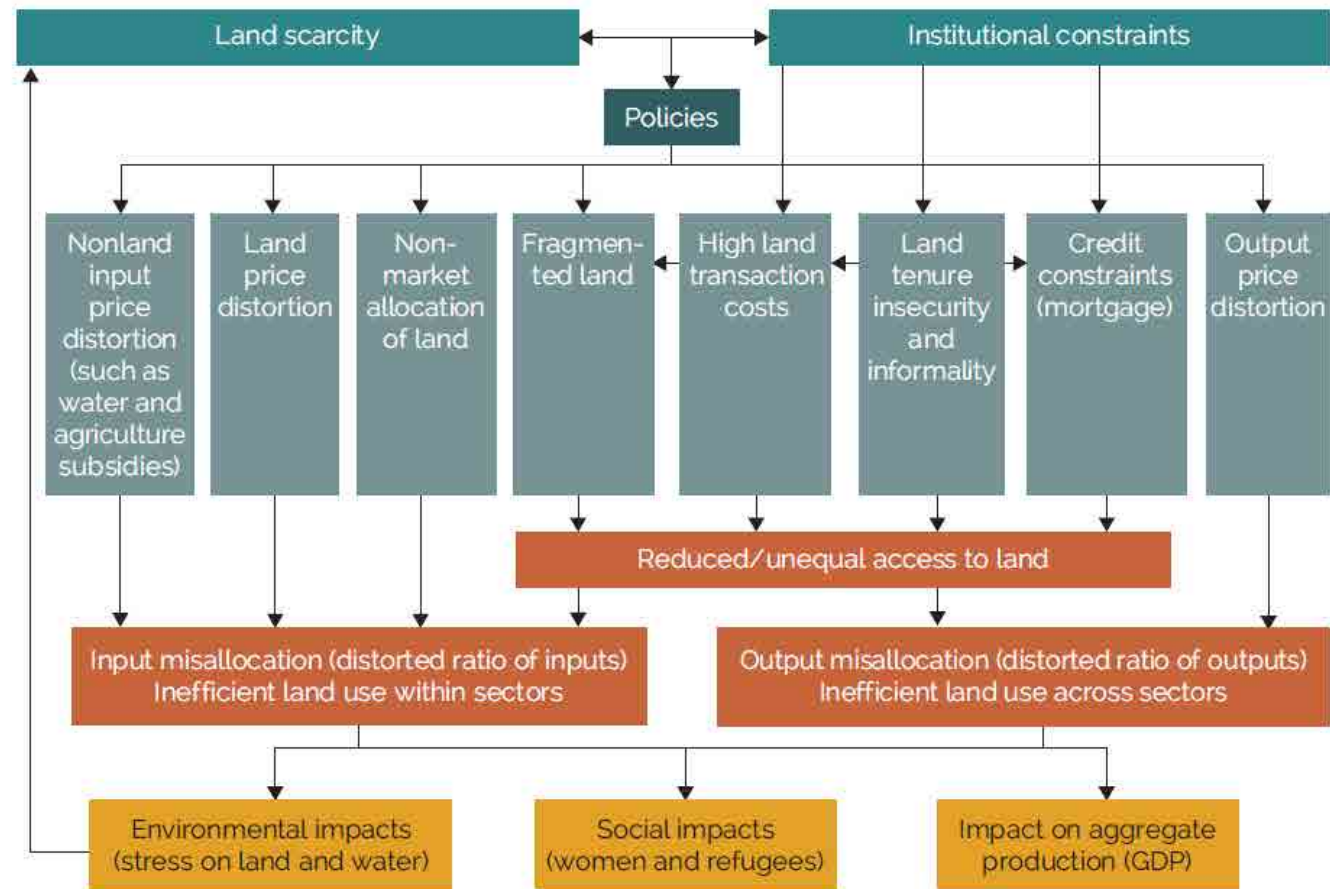 Land scarcity
Institutional constraints
Policies
Nonland
input
price
distortion
(such as
water and
agriculture
subsidies)
Land
price
distortion
Non-
market
allocation
of land
Fragmen-
ted land
High land
transaction
costs
Land
tenure
insecurity
and
informality
Credit
constraints
(mortgage)
Output
price
distortion
Reduced/unequal access to land
Input misallocation (distorted ratio of inputs)
Inefficient land use within sectors
Output misallocation (distorted ratio of outputs)
Inefficient land use across sectors
Environmental impacts
(stress on land and water)
Social impacts
(women and refugees)
Impact on aggregate
production (GDP)